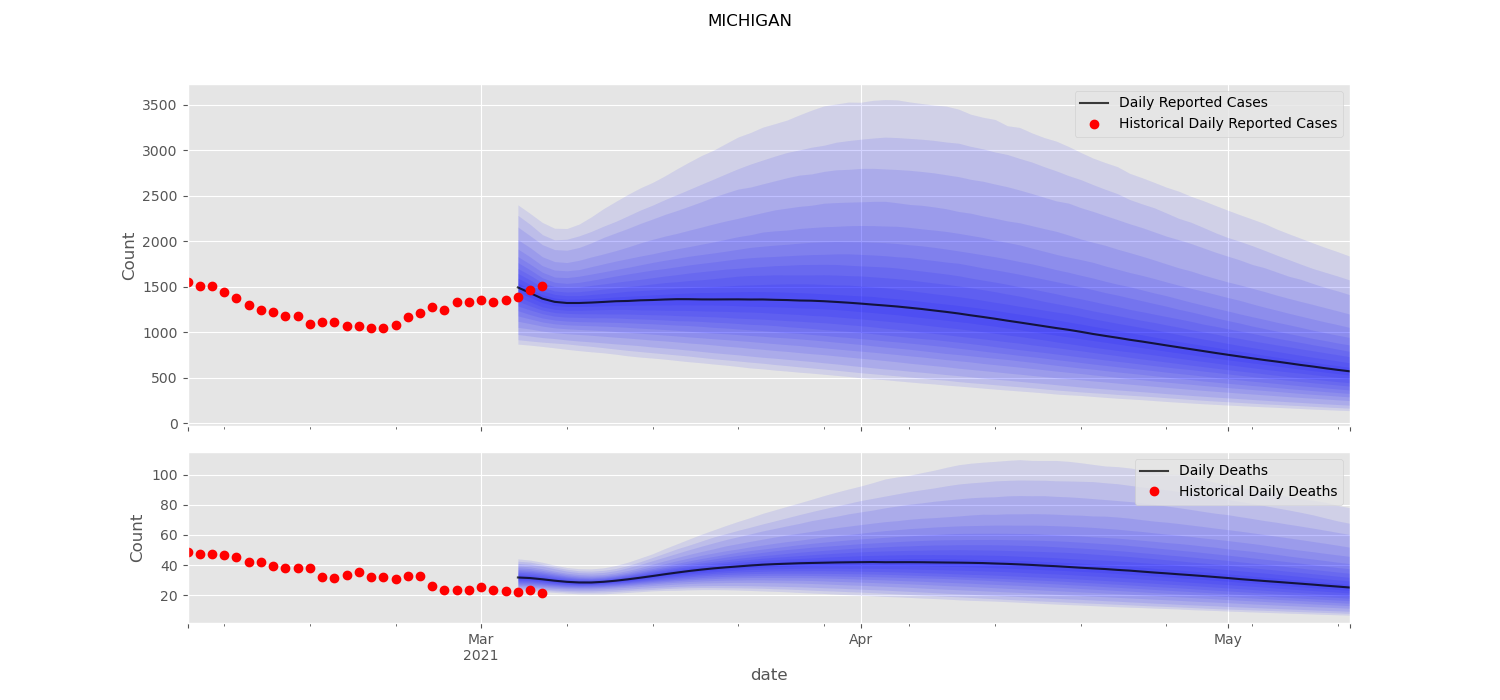 MICHIGAN
3500
3000
2500
2000
1500
1000
500
0
Count
Daily Reported Cases
Historical Daily Reported Cases
100
80
60
40
20
Count
Daily Deaths
Historical Daily Deaths
Mar
2021
Apr
May
date